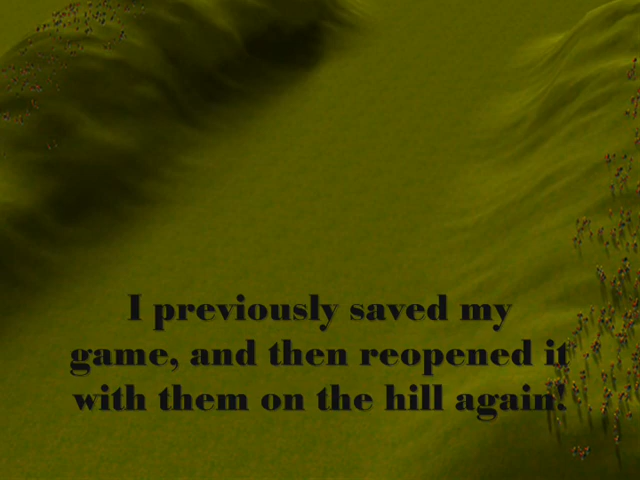 I previously saved my
game, and then reopened it
with them on the hill again!